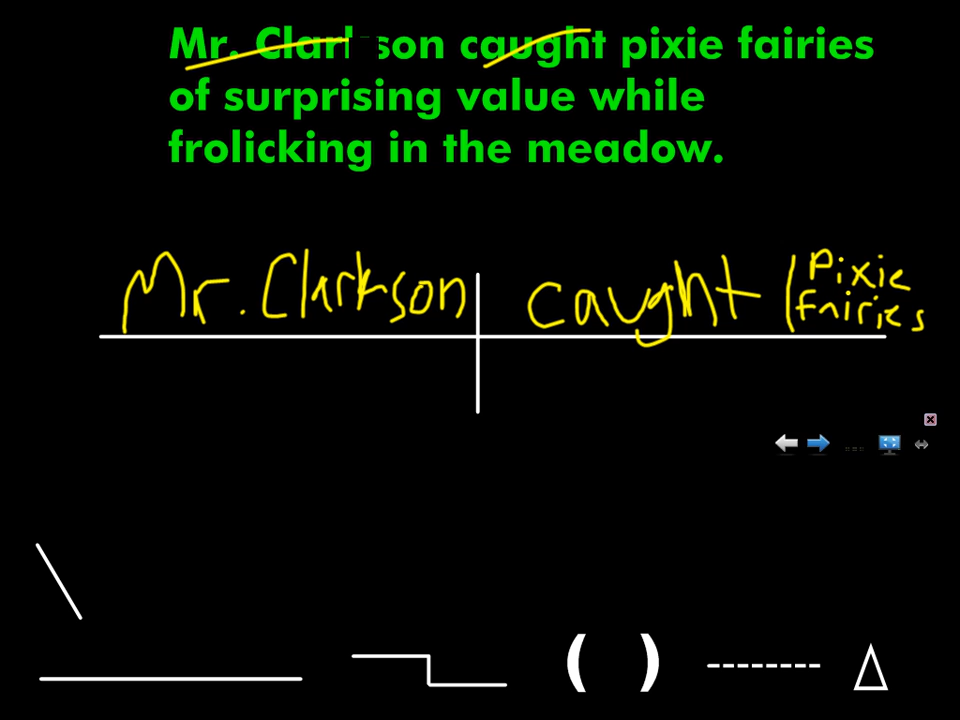 Mr. Clarkson caught pixie fairies
of surprising value while
frolicking in the meadow.
Mr. Clarkson caught Pixie
fairies
( )